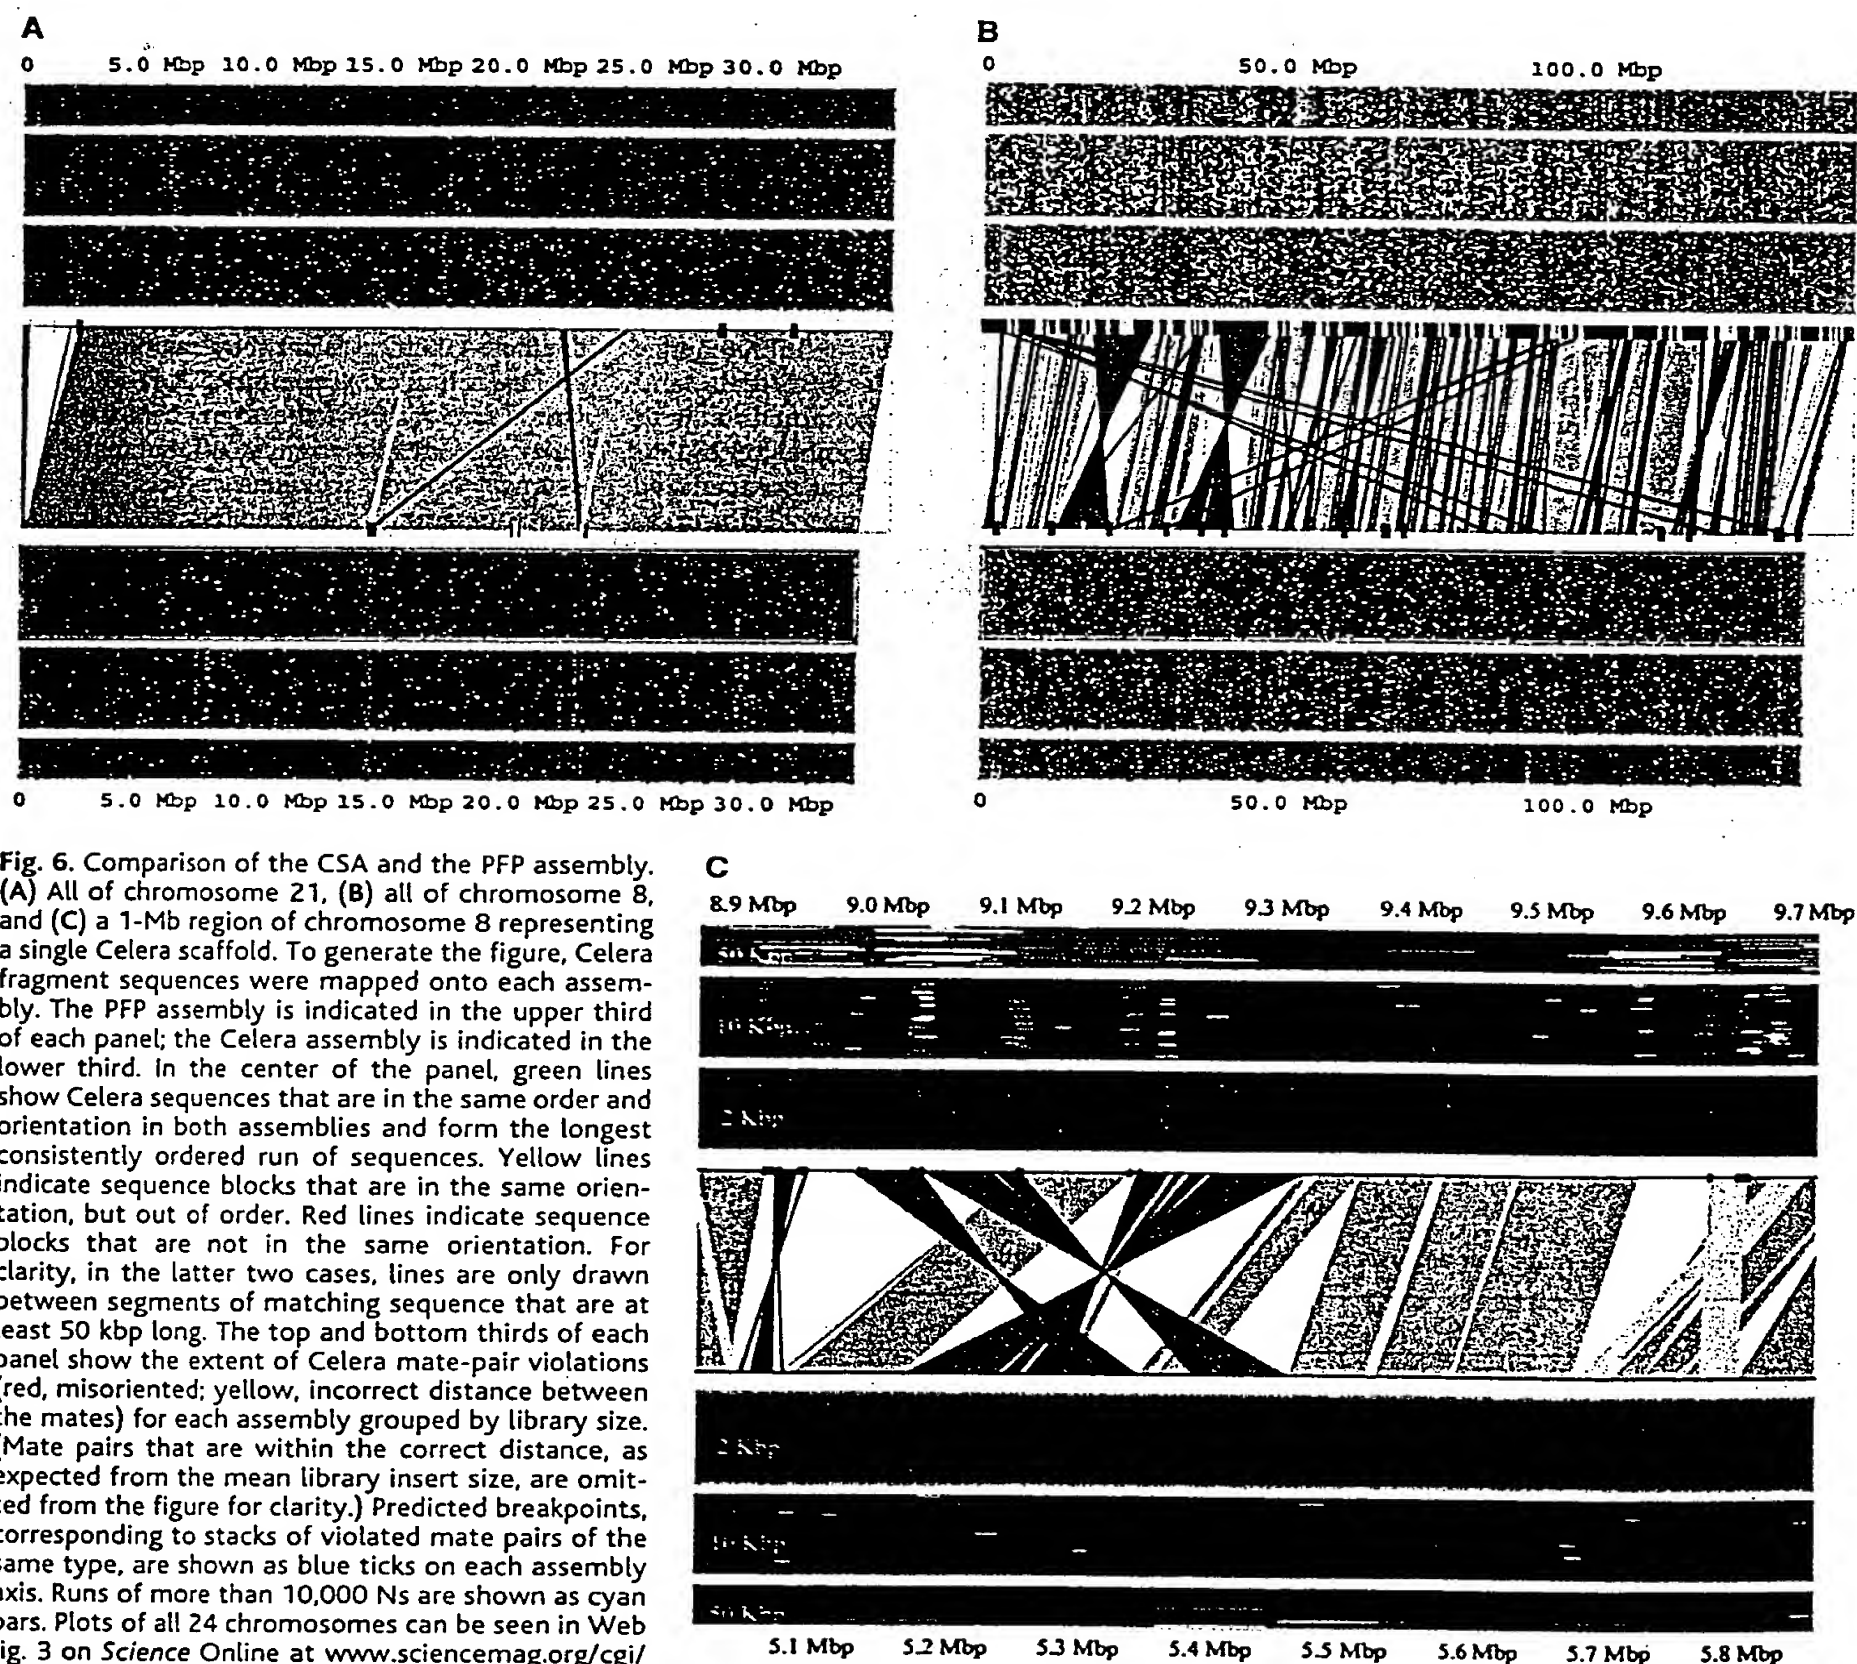 A
0 5.0 Mbp 10.0 Mbp 15.0 Mbp 20.0 Mbp 25.0 Mbp 30.0 Mbp
0 5.0 Mbp 10.0 Mbp 15.0 Mbp 20.0 Mbp 25.0 Mbp 30.0 Mbp
B
0 50.0 Mbp 100.0 Mbp
0 50.0 Mbp 100.0 Mbp
Fig. 6. Comparison of the CSA and the PFP assembly.
(A) All of chromosome 21, (B) all of chromosome 8,
and (C) a 1-Mb region of chromosome 8 representing
a single Celera scaffold. To generate the figure, Celera
fragment sequences were mapped onto each assem-
bly. The PFP assembly is indicated in the upper third
of each panel; the Celera assembly is indicated in the
lower third. In the center of the panel, green lines
show Celera sequences that are in the same order and
orientation in both assemblies and form the longest
consistently ordered run of sequences. Yellow lines
indicate sequence blocks that are in the same orien-
tation, but out of order. Red lines indicate sequence
blocks that are not in the same orientation. For
clarity, in the latter two cases, lines are only drawn
between segments of matching sequence that are at
least 50 kbp long. The top and bottom thirds of each
panel show the extent of Celera mate-pair violations
(red, misoriented; yellow, incorrect distance between
the mates) for each assembly grouped by library size.
(Mate pairs that are within the correct distance, as
expected from the mean library insert size, are omit-
ted from the figure for clarity.) Predicted breakpoints,
corresponding to stacks of violated mate pairs of the
same type, are shown as blue ticks on each assembly
axis. Runs of more than 10,000 Ns are shown as cyan
bars. Plots of all 24 chromosomes can be seen in Web
fig. 3 on Science Online at www.sciencemag.org/cgi/
C
8.9 Mbp 9.0 Mbp 9.1 Mbp 9.2 Mbp 9.3 Mbp 9.4 Mbp 9.5 Mbp 9.6 Mbp 9.7 Mbp
50 Kbp
10 Kbp
2 Kbp
2 Kbp
10 Kbp
50 Kbp
5.1 Mbp 5.2 Mbp 5.3 Mbp 5.4 Mbp 5.5 Mbp 5.6 Mbp 5.7 Mbp 5.8 Mbp